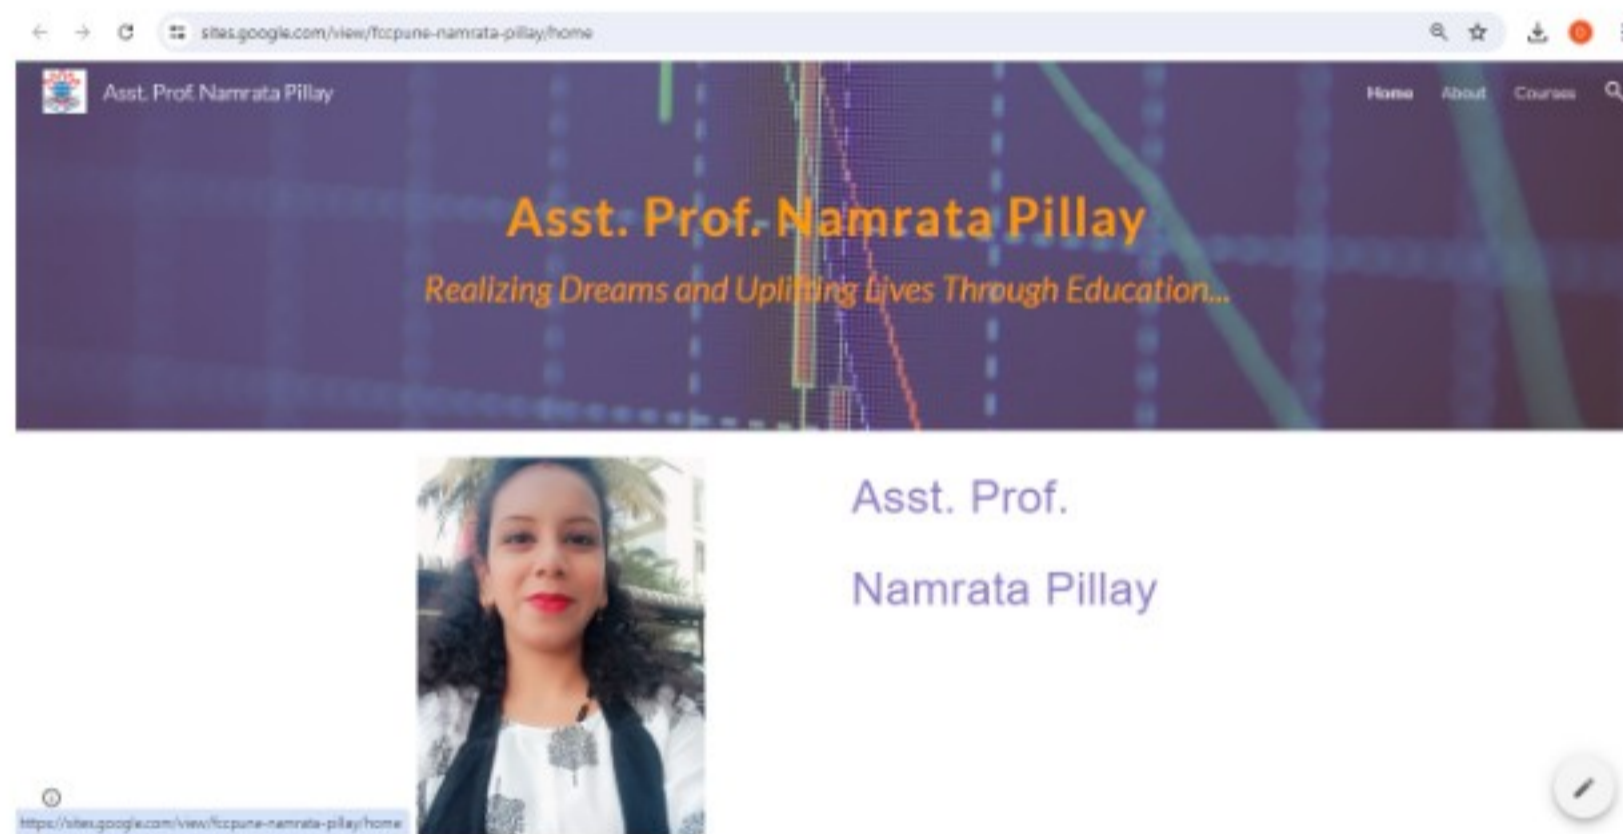 sites.google.com/view/fccpune-namrata-pillay/home
Asst. Prof. Namrata Pillay
Home About Courses
Asst. Prof. Namrata Pillay
Realizing Dreams and Uplifting Lives Through Education...
Asst. Prof.
Namrata Pillay
https://sites.google.com/view/fccpune-namrata-pillay/home